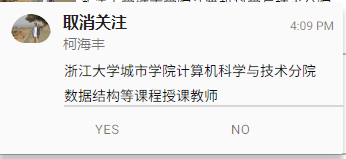 取消关注
4:09 PM
柯海丰
浙江大学城市学院计算机科学与技术分院
数据结构等课程授课教师
YES
NO